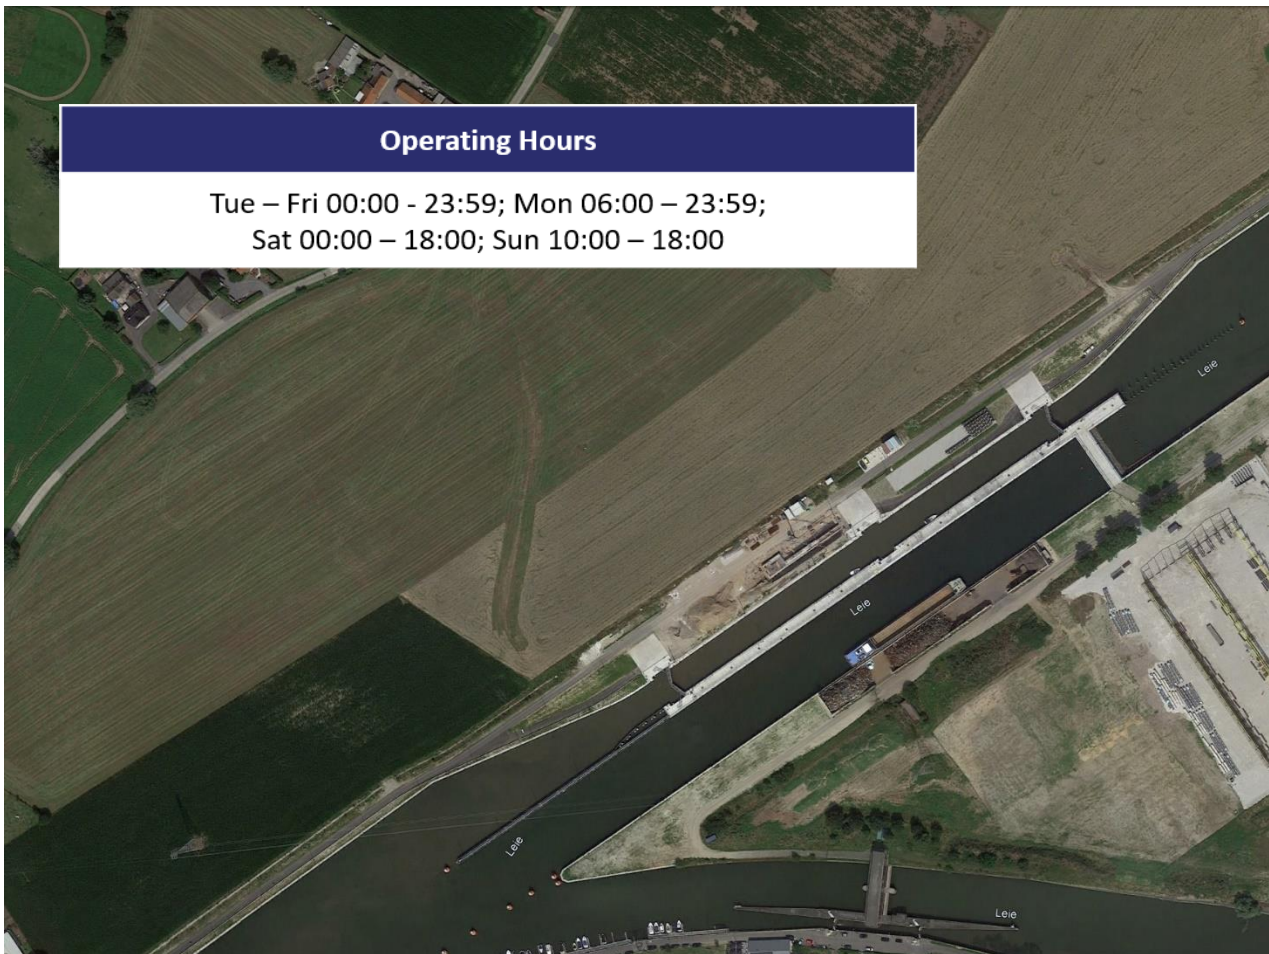 Operating Hours
Tue – Fri 00:00 - 23:59; Mon 06:00 – 23:59;
Sat 00:00 – 18:00; Sun 10:00 – 18:00
Leie
Leie
Leie
Leie